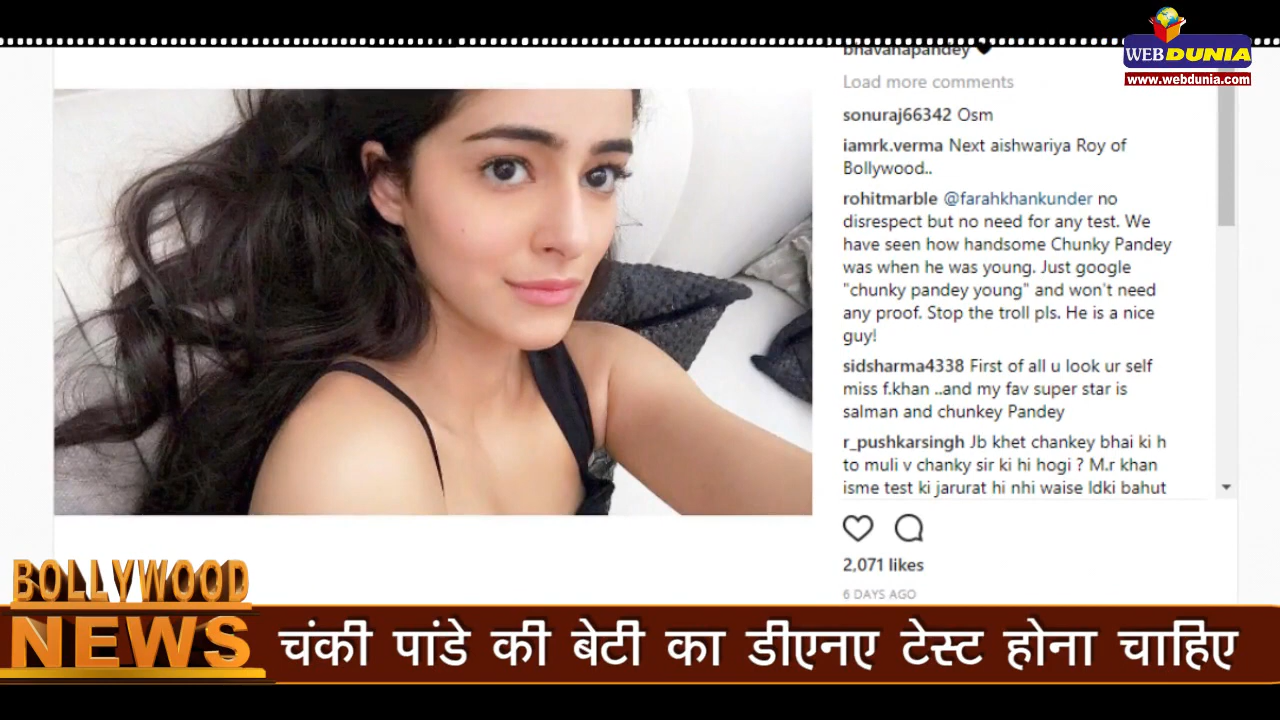 WEBDUNIA
www.webdunia.com
bhavanapandey
Load more comments
sonuraj66342 Osm
iamrk.verma Next aishwariya Roy of
Bollywood..
rohitmarble @farahkhankunder no
disrespect but no need for any test. We
have seen how handsome Chunky Pandey
was when he was young. Just google
"chunky pandey young" and won't need
any proof. Stop the troll pls. He is a nice
guy!
sidsharma4338 First of all u look ur self
miss f.khan ..and my fav super star is
salman and chunkey Pandey
r_pushkarsingh Jb khet chankey bhai ki h
to muli v chanky sir ki hi hogi ? M.r khan
isme test ki jarurat hi nhi waise ldki bahut
2,071 likes
6 DAYS AGO
BOLLYWOOD
NEWS
चंकी पांडे की बेटी का डीएनए टेस्ट होना चाहिए